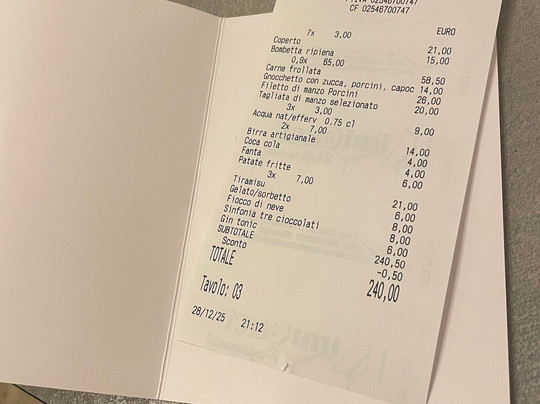 CF 02546700747
EURO
7x 3,00
Coperto 21,00
Bombetta ripiena 15,00
0,9x 65,00
Carne frollata 58,50
Gnocchetto con zucca, porcini, capoc 14,00
Filetto di manzo Porcini 26,00
Tagliata di manzo selezionato 20,00
3x 3,00
Acqua nat/efferv 0.75 cl 9,00
2x 7,00
Birra artigianale 14,00
Coca cola 4,00
Fanta 4,00
Patate fritte 6,00
3x 7,00
Tiramisu 21,00
Gelato/sorbetto 6,00
Fiocco di neve 8,00
Sinfonia tre cioccolati 8,00
Gin tonic 6,00
SUBTOTALE 240,50
Sconto -0,50
TOTALE 240,00
Tavolo: 03
28/12/25 21:12